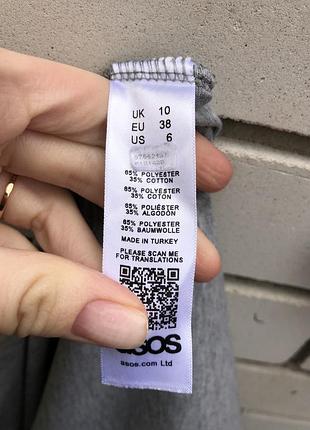 UK 10
EU 38
US 6
65% POLYESTER
35% COTTON
65% POLYESTER
35% COTON
65% POLIÉSTER
35% ALGODÓN
65% POLYESTER
35% BAUMWOLLE
MADE IN TURKEY
PLEASE SCAN ME
FOR TRANSLATIONS
asos
asos.com Ltd